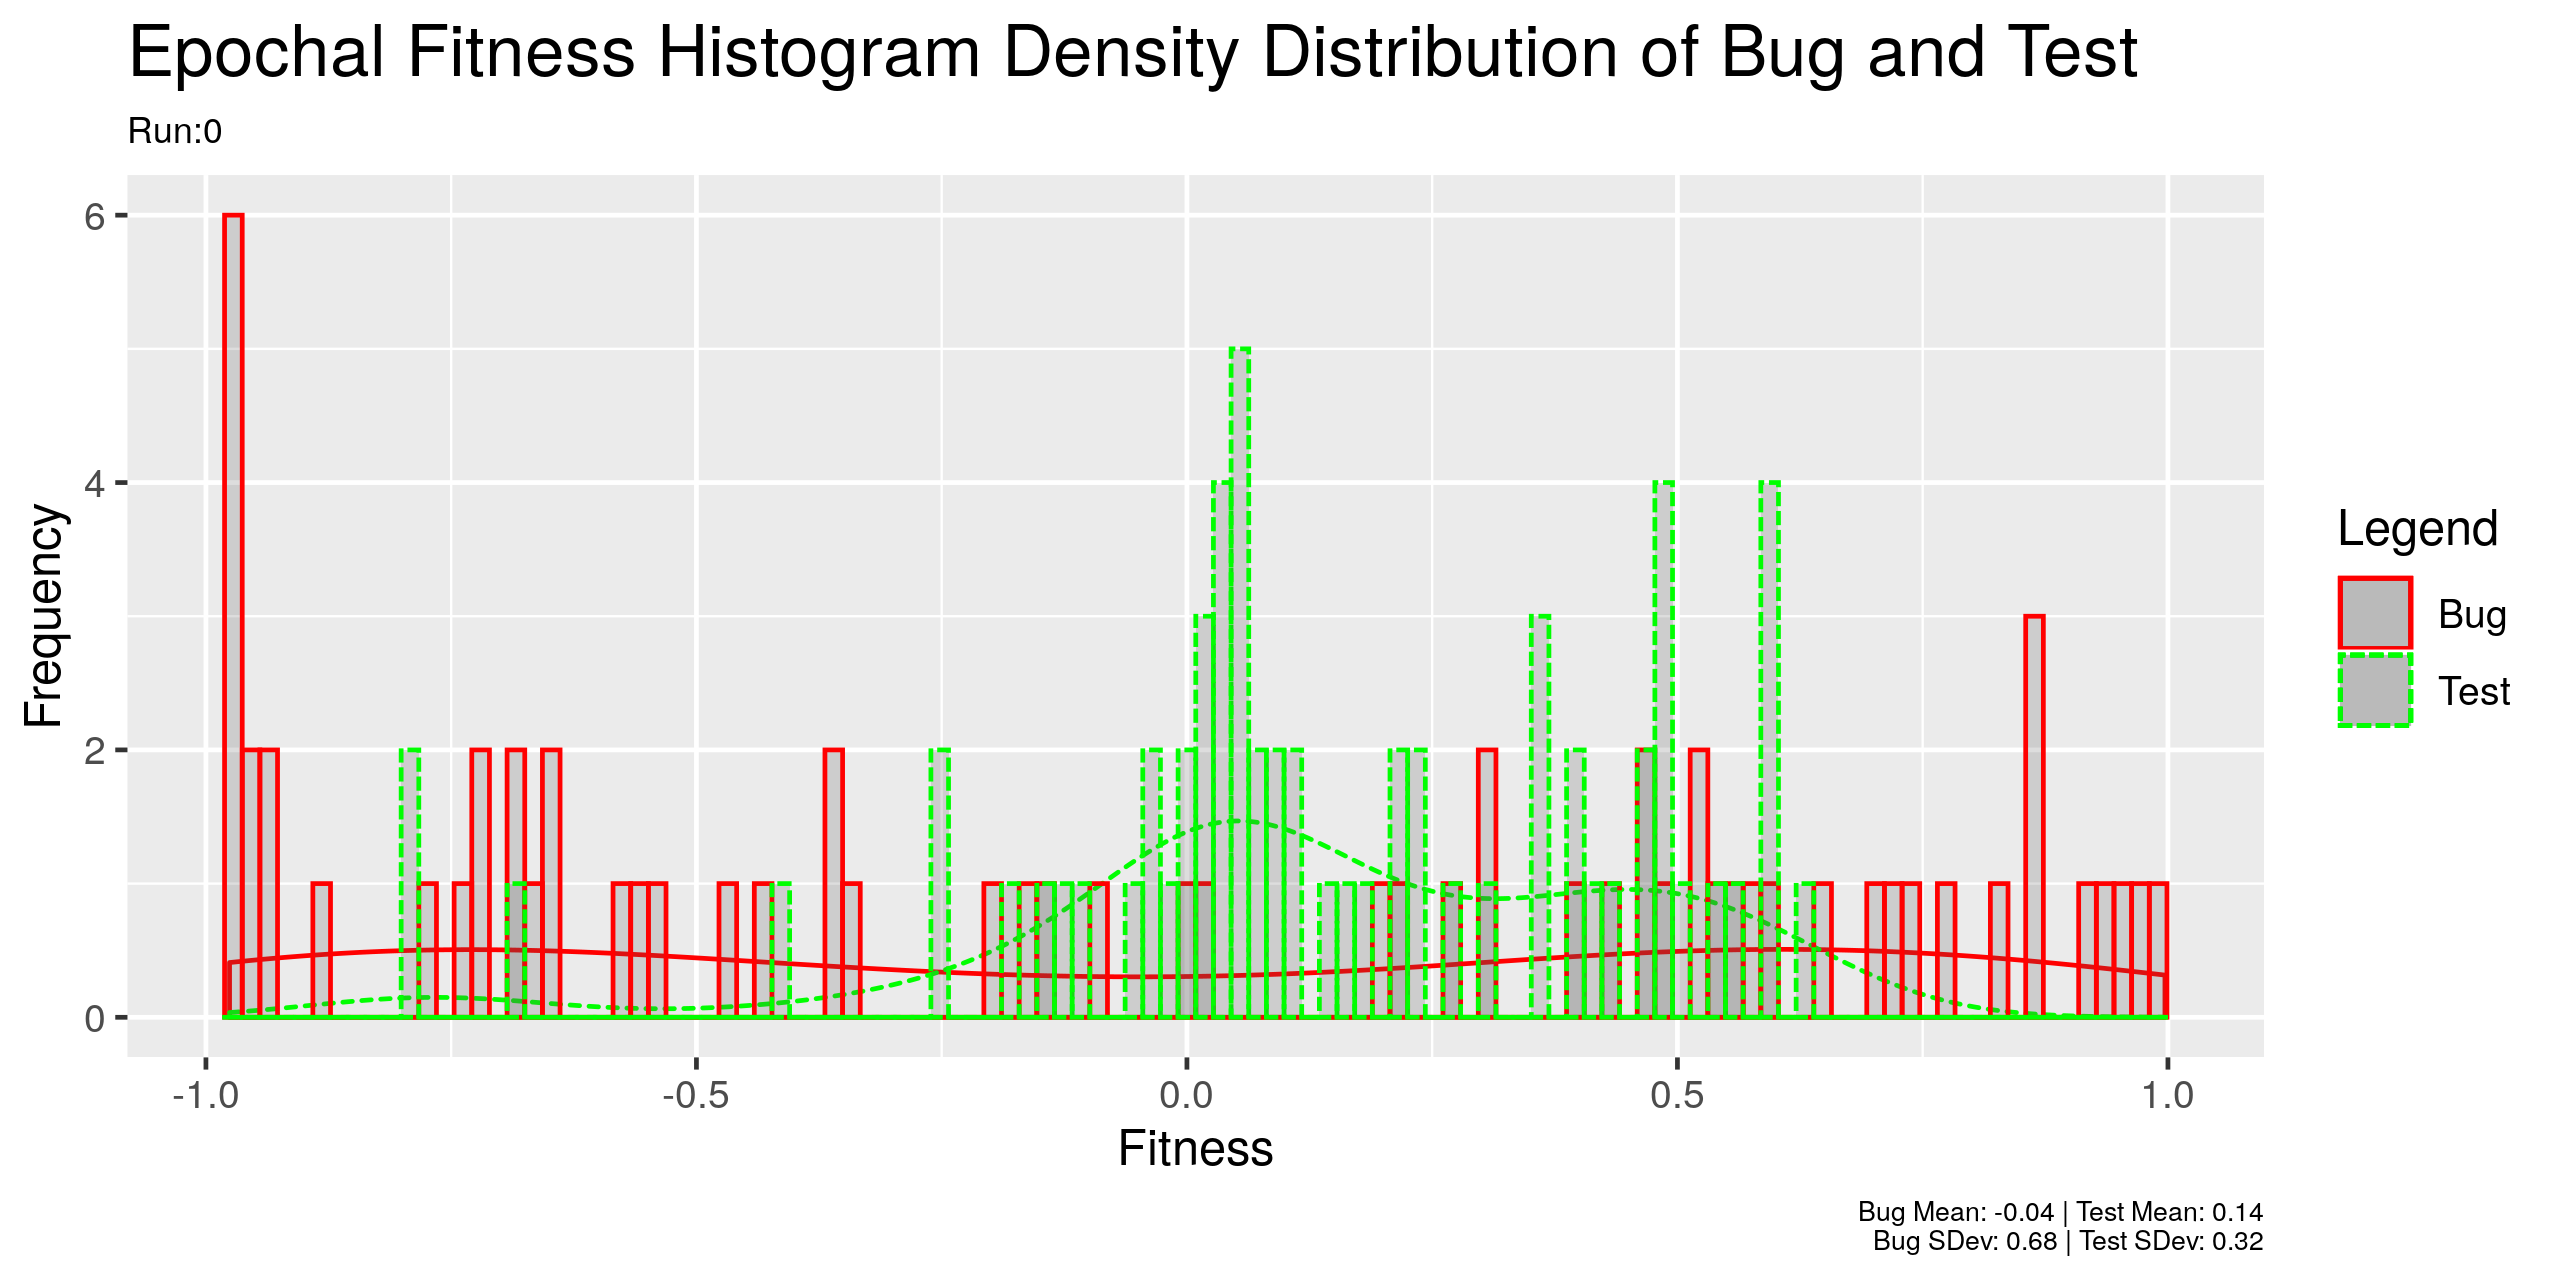 Epochal Fitness Histogram Density Distribution of Bug and Test
Run:0
6
4
2
0
Frequency
-1.0
-0.5
0.0
0.5
1.0
Fitness
Legend
Bug
Test
Bug Mean: -0.04 | Test Mean: 0.14
Bug SDev: 0.68 | Test SDev: 0.32